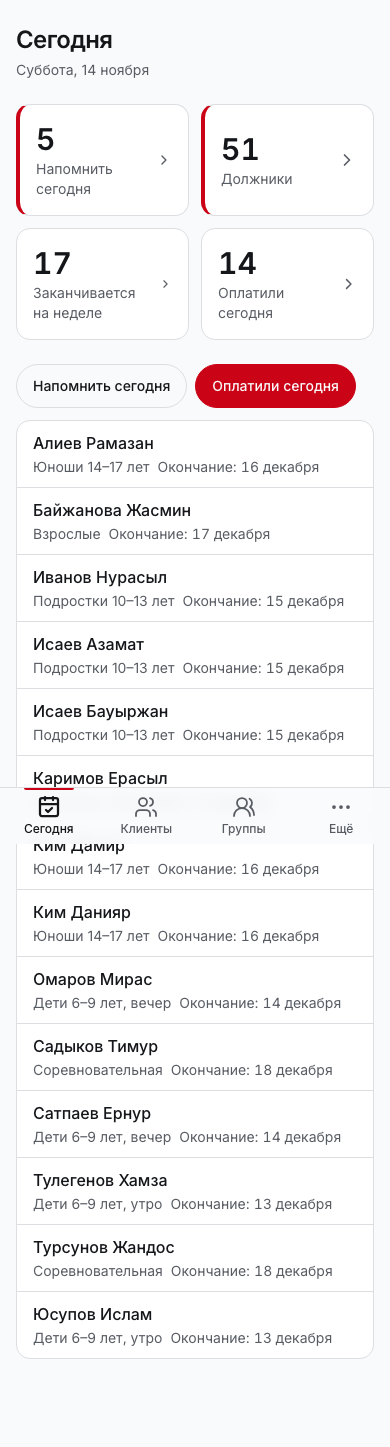 Сегодня
Суббота, 14 ноября
5
Напомнить
сегодня
51
Должники
17
Заканчивается
на неделе
14
Оплатили
сегодня
Напомнить сегодня
Оплатили сегодня
Алиев Рамазан
Юноши 14–17 лет Окончание: 16 декабря
Байжанова Жасмин
Взрослые Окончание: 17 декабря
Иванов Нурасыл
Подростки 10–13 лет Окончание: 15 декабря
Исаев Азамат
Подростки 10–13 лет Окончание: 15 декабря
Исаев Бауыржан
Подростки 10–13 лет Окончание: 15 декабря
Каримов Ерасыл
Сегодня
Клиенты
Группы
Ещё
Ким Дамир
Юноши 14–17 лет Окончание: 16 декабря
Ким Данияр
Юноши 14–17 лет Окончание: 16 декабря
Омаров Мирас
Дети 6–9 лет, вечер Окончание: 14 декабря
Садыков Тимур
Соревновательная Окончание: 18 декабря
Сатпаев Ернур
Дети 6–9 лет, вечер Окончание: 14 декабря
Тулегенов Хамза
Дети 6–9 лет, утро Окончание: 13 декабря
Турсунов Жандос
Соревновательная Окончание: 18 декабря
Юсупов Ислам
Дети 6–9 лет, утро Окончание: 13 декабря